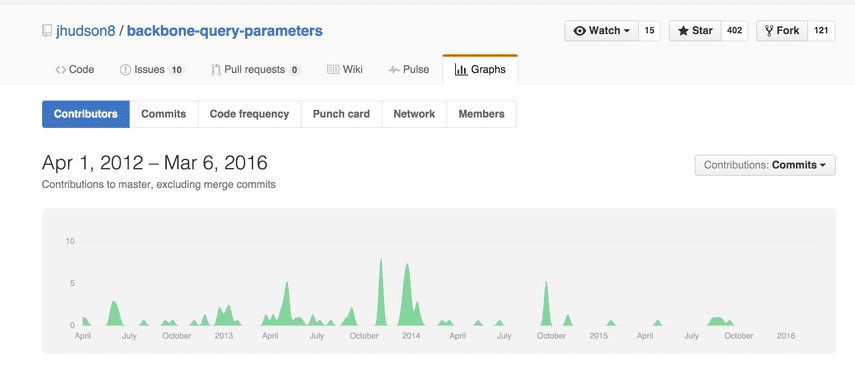 jhudson8 / backbone-query-parameters
Watch 15 Star 402 Fork 121
Code Issues 10 Pull requests 0 Wiki Pulse Graphs
Contributors Commits Code frequency Punch card Network Members
Apr 1, 2012 – Mar 6, 2016
Contributions: Commits
Contributions to master, excluding merge commits
10
5
0
April July October 2013 April July October 2014 April July October 2015 April July October 2016